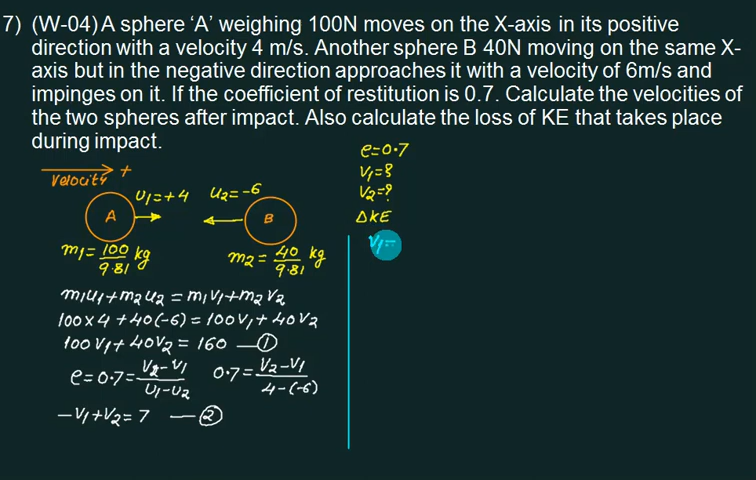 7) (W-04) A sphere ‘A’ weighing 100N moves on the X-axis in its positive
direction with a velocity 4 m/s. Another sphere B 40N moving on the same X-
axis but in the negative direction approaches it with a velocity of 6m/s and
impinges on it. If the coefficient of restitution is 0.7. Calculate the velocities of
the two spheres after impact. Also calculate the loss of KE that takes place
during impact.
e=0.7
V1=?
V2=?
ΔKE
V1=
Velocity +
u1=+4 u2=-6
A B
m1=100/9.81 kg m2=40/9.81 kg
m1u1+m2u2=m1V1+m2V2
100×4+40(-6)=100V1+40V2
100V1+40V2=160 —①
e=0.7=(V2-V1)/(u1-u2) 0.7=(V2-V1)/(4-(-6))
-V1+V2=7 —②